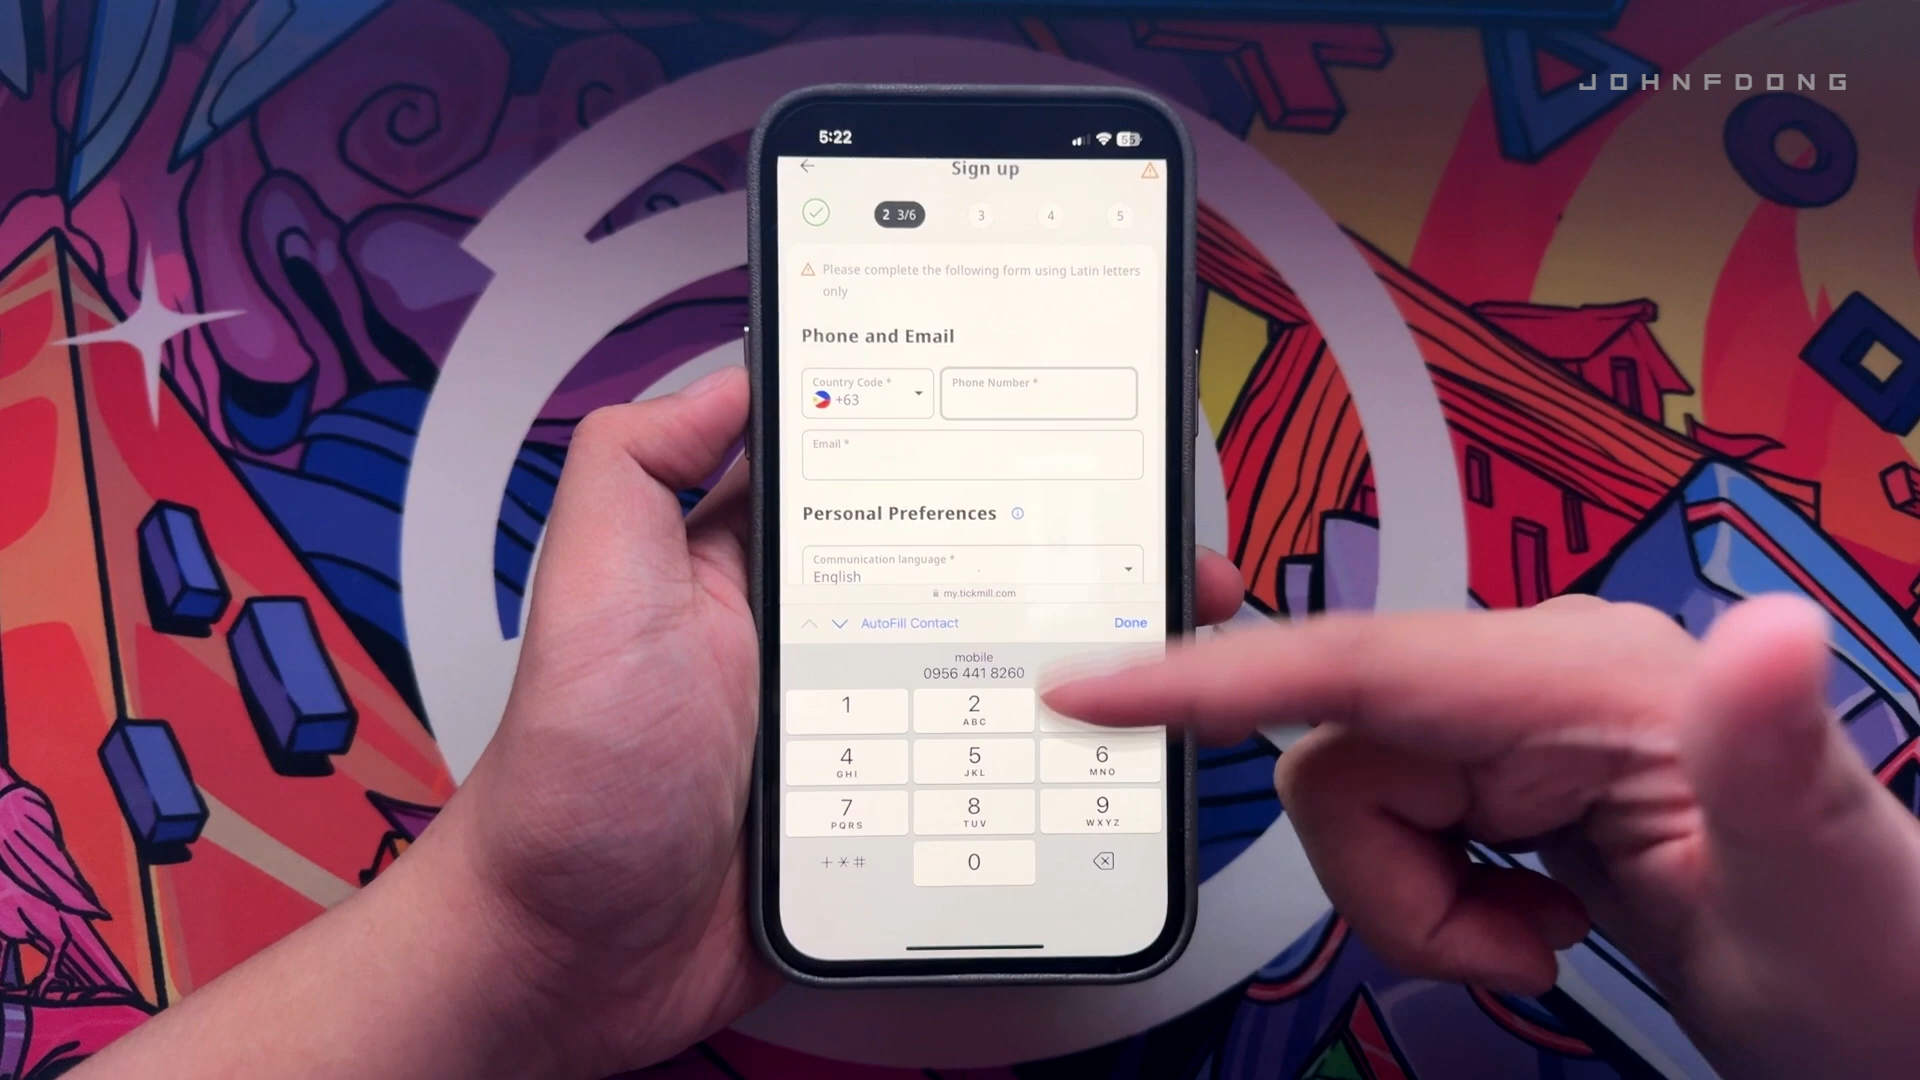 JOHNFDONG
5:22
55
Sign up
2 3/6
3
4
5
Please complete the following form using Latin letters
only
Phone and Email
Country Code *
+63
Phone Number *
Email *
Personal Preferences
Communication language *
English
my.tickmill.com
AutoFill Contact
Done
mobile
0956 441 8260
1
2
ABC
4
GHI
5
JKL
6
MNO
7
PQRS
8
TUV
9
WXYZ
+*#
0